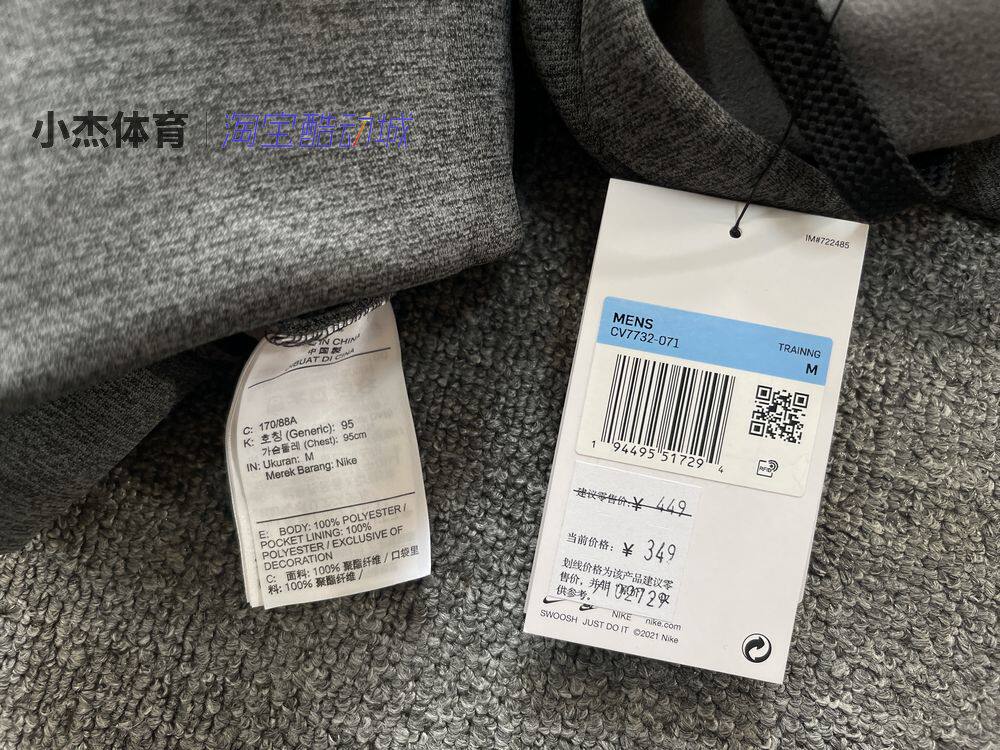 小杰体育 淘宝酷动城
IN CHINA
中国製
BUAT DI CINA
C: 170/88A
K: 호칭 (Generic): 95
가슴둘레 (Chest): 95cm
IN: Ukuran: M
Merek Barang: Nike
E: BODY: 100% POLYESTER /
POCKET LINING: 100%
POLYESTER / EXCLUSIVE OF
DECORATION
C: 面料: 100% 聚酯纤维 / 口袋里
料: 100% 聚酯纤维 /
IM#722485
MENS
CV7732-071
TRAINNG
M
1 94495 51729 4
RFID
建议零售价: ¥ 449
当前价格: ¥ 349
划线价格为该产品建议零
售价, 并非
供参考。
NIKE nike.com
SWOOSH JUST DO IT ©2021 Nike